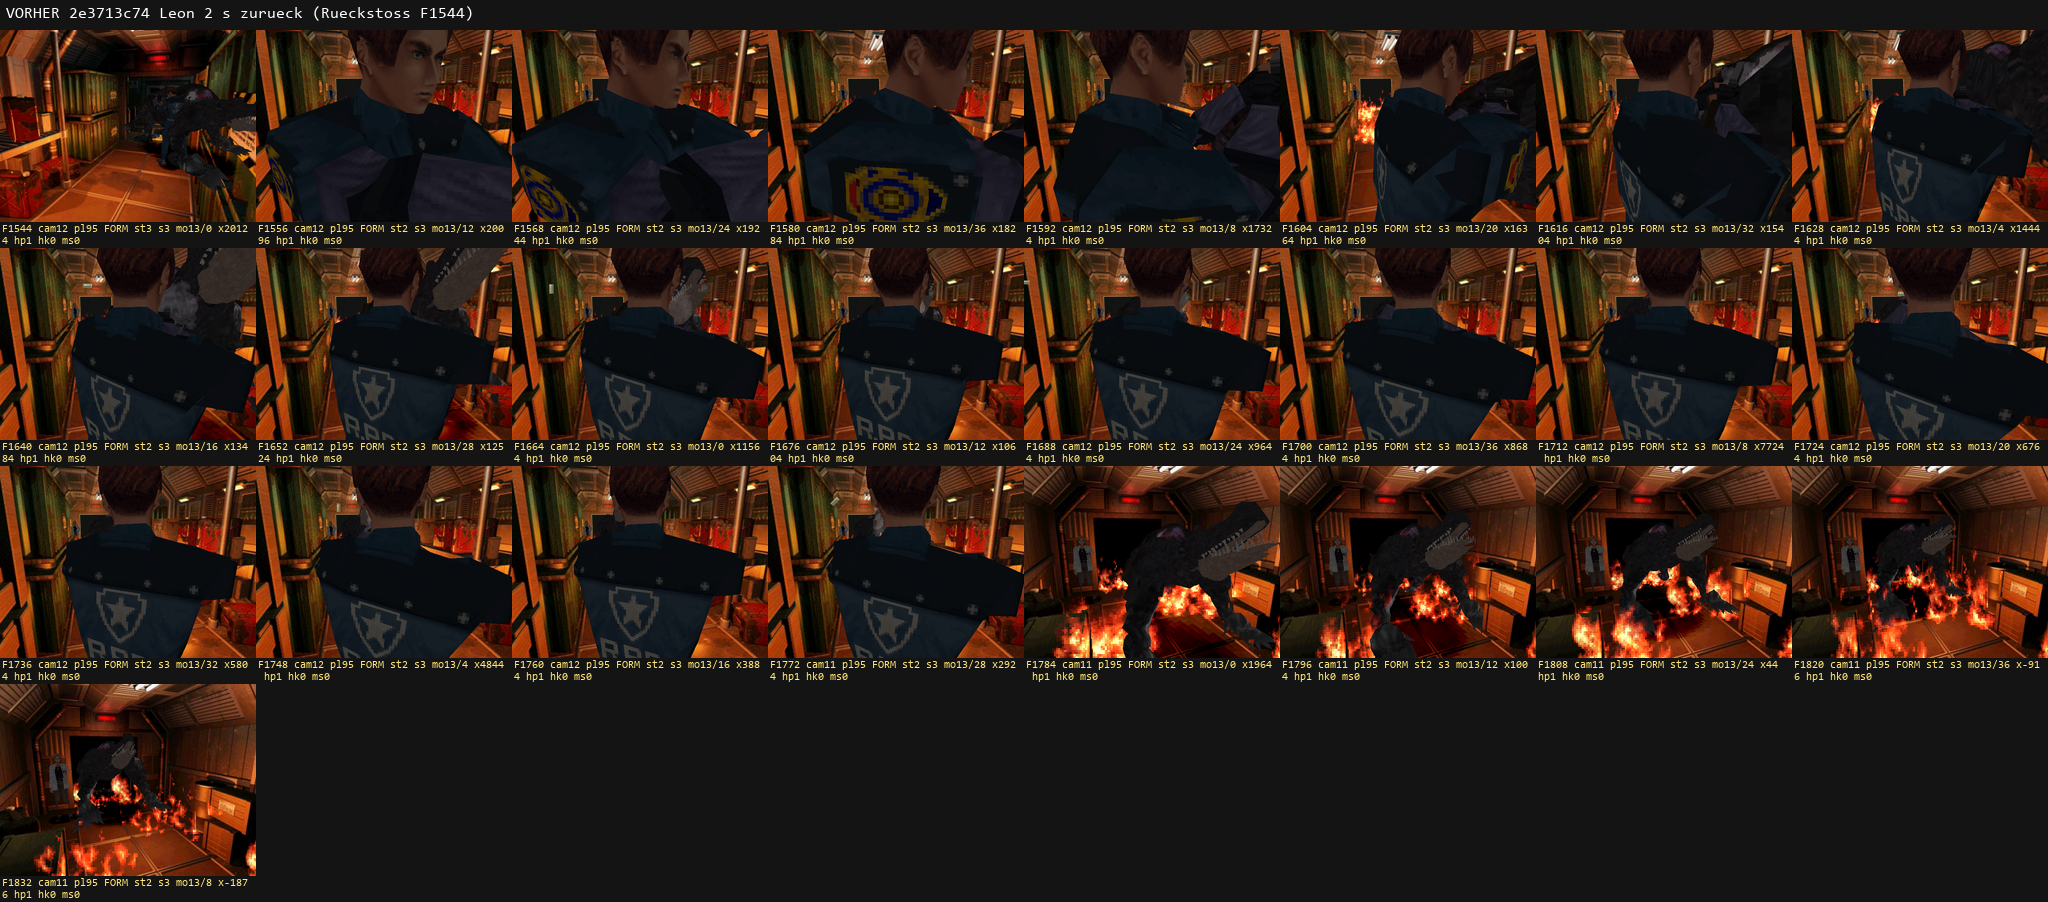 VORHER 2e3713c74 Leon 2 s zurueck (Rueckstoss F1544)
F1544 cam12 pl95 FORM st3 s3 mo13/0 x2012
4 hp1 hk0 ms0
F1556 cam12 pl95 FORM st2 s3 mo13/12 x200
96 hp1 hk0 ms0
F1568 cam12 pl95 FORM st2 s3 mo13/24 x192
44 hp1 hk0 ms0
F1580 cam12 pl95 FORM st2 s3 mo13/36 x182
84 hp1 hk0 ms0
F1592 cam12 pl95 FORM st2 s3 mo13/8 x1732
4 hp1 hk0 ms0
F1604 cam12 pl95 FORM st2 s3 mo13/20 x163
64 hp1 hk0 ms0
F1616 cam12 pl95 FORM st2 s3 mo13/32 x154
04 hp1 hk0 ms0
F1628 cam12 pl95 FORM st2 s3 mo13/4 x1444
4 hp1 hk0 ms0
F1640 cam12 pl95 FORM st2 s3 mo13/16 x134
84 hp1 hk0 ms0
F1652 cam12 pl95 FORM st2 s3 mo13/28 x125
24 hp1 hk0 ms0
F1664 cam12 pl95 FORM st2 s3 mo13/0 x1156
4 hp1 hk0 ms0
F1676 cam12 pl95 FORM st2 s3 mo13/12 x106
04 hp1 hk0 ms0
F1688 cam12 pl95 FORM st2 s3 mo13/24 x964
4 hp1 hk0 ms0
F1700 cam12 pl95 FORM st2 s3 mo13/36 x868
4 hp1 hk0 ms0
F1712 cam12 pl95 FORM st2 s3 mo13/8 x7724
hp1 hk0 ms0
F1724 cam12 pl95 FORM st2 s3 mo13/20 x676
4 hp1 hk0 ms0
F1736 cam12 pl95 FORM st2 s3 mo13/32 x580
4 hp1 hk0 ms0
F1748 cam12 pl95 FORM st2 s3 mo13/4 x4844
hp1 hk0 ms0
F1760 cam12 pl95 FORM st2 s3 mo13/16 x388
4 hp1 hk0 ms0
F1772 cam11 pl95 FORM st2 s3 mo13/28 x292
4 hp1 hk0 ms0
F1784 cam11 pl95 FORM st2 s3 mo13/0 x1964
hp1 hk0 ms0
F1796 cam11 pl95 FORM st2 s3 mo13/12 x100
4 hp1 hk0 ms0
F1808 cam11 pl95 FORM st2 s3 mo13/24 x44
hp1 hk0 ms0
F1820 cam11 pl95 FORM st2 s3 mo13/36 x-91
6 hp1 hk0 ms0
F1832 cam11 pl95 FORM st2 s3 mo13/8 x-187
6 hp1 hk0 ms0